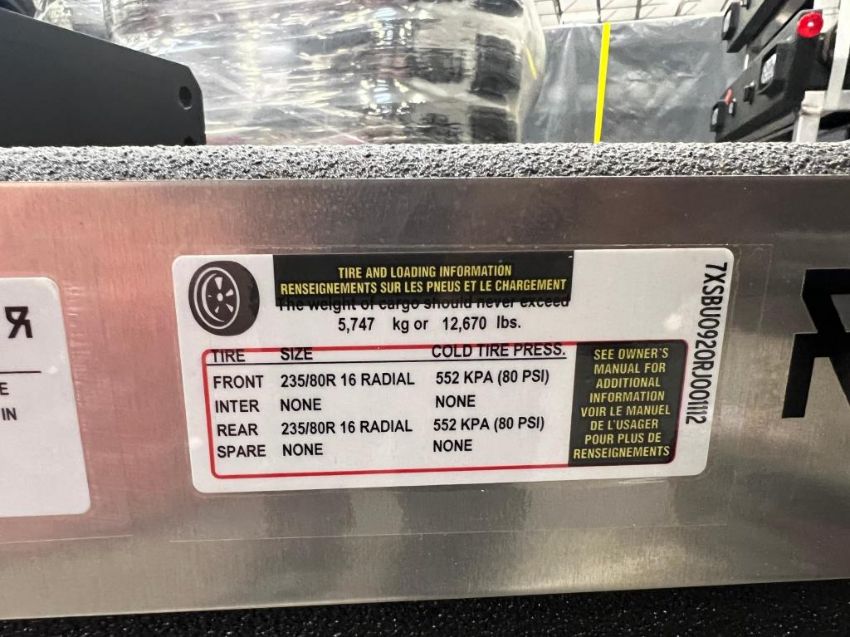 E
IN
TIRE AND LOADING INFORMATION
RENSEIGNEMENTS SUR LES PNEUS ET LE CHARGEMENT
The weight of cargo should never exceed
5,747 kg or 12,670 lbs.
TIRE SIZE COLD TIRE PRESS.
FRONT 235/80R 16 RADIAL 552 KPA (80 PSI)
INTER NONE NONE
REAR 235/80R 16 RADIAL 552 KPA (80 PSI)
SPARE NONE NONE
SEE OWNER'S
MANUAL FOR
ADDITIONAL
INFORMATION
VOIR LE MANUEL
DE L'USAGER
POUR PLUS DE
RENSEIGNEMENTS
7XSBU0920RJ001112